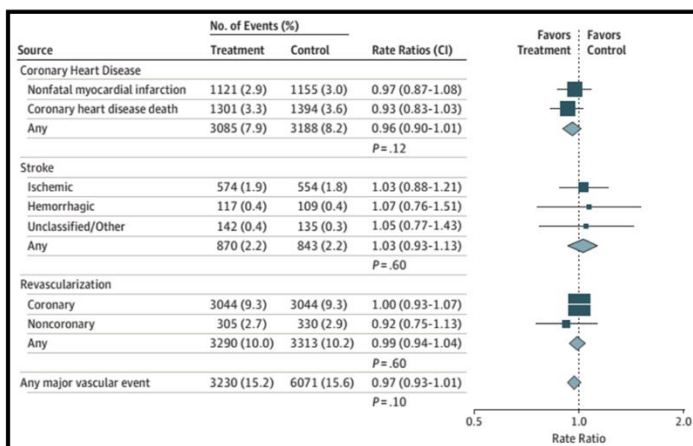 No. of Events (%)
Favors Favors
Source Treatment Control Rate Ratios (CI) Treatment Control
Coronary Heart Disease
Nonfatal myocardial infarction 1121 (2.9) 1155 (3.0) 0.97 (0.87-1.08)
Coronary heart disease death 1301 (3.3) 1394 (3.6) 0.93 (0.83-1.03)
Any 3085 (7.9) 3188 (8.2) 0.96 (0.90-1.01)
P=.12
Stroke
Ischemic 574 (1.9) 554 (1.8) 1.03 (0.88-1.21)
Hemorrhagic 117 (0.4) 109 (0.4) 1.07 (0.76-1.51)
Unclassified/Other 142 (0.4) 135 (0.3) 1.05 (0.77-1.43)
Any 870 (2.2) 843 (2.2) 1.03 (0.93-1.13)
P=.60
Revascularization
Coronary 3044 (9.3) 3044 (9.3) 1.00 (0.93-1.07)
Noncoronary 305 (2.7) 330 (2.9) 0.92 (0.75-1.13)
Any 3290 (10.0) 3313 (10.2) 0.99 (0.94-1.04)
P=.60
Any major vascular event 3230 (15.2) 6071 (15.6) 0.97 (0.93-1.01)
P=.10
0.5 1.0 2.0
Rate Ratio